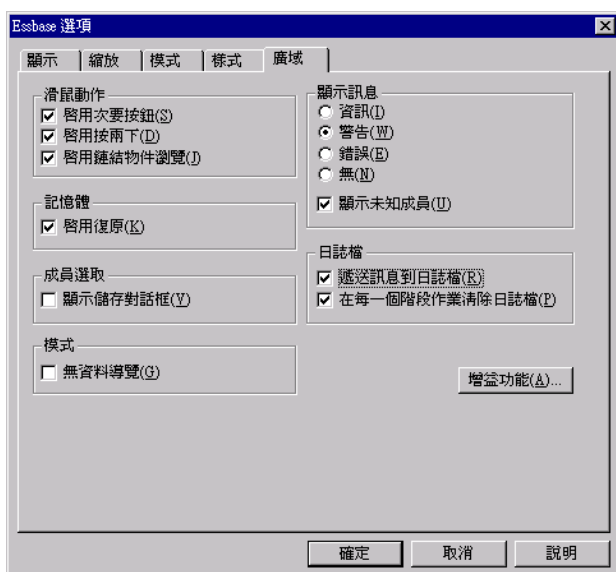 Essbase 選項
顯示
縮放
模式
樣式
廣域
滑鼠動作
啓用次要按鈕(S)
啓用按兩下(D)
啓用鏈結物件瀏覽(J)
記憶體
啓用復原(K)
成員選取
顯示儲存對話框(V)
模式
無資料導覽(G)
顯示訊息
資訊(I)
警告(W)
錯誤(E)
無(N)
顯示未知成員(U)
日誌檔
遞送訊息到日誌檔(R)
在每一個階段作業清除日誌檔(P)
增益功能(A)...
確定
取消
說明